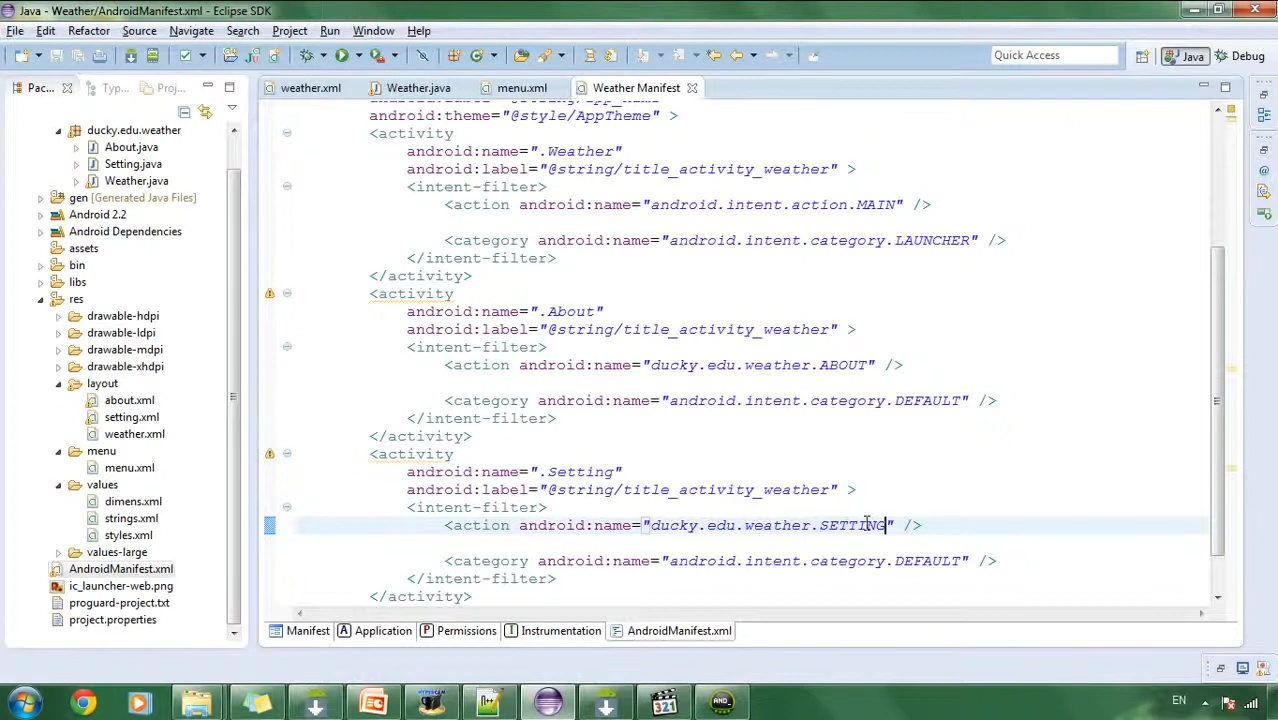 Java - Weather/AndroidManifest.xml - Eclipse SDK
File Edit Refactor Source Navigate Search Project Run Window Help
Quick Access
Java
Debug
Pac...
Typ...
Proj...
weather.xml
Weather.java
menu.xml
Weather Manifest
ducky.edu.weather
About.java
Setting.java
Weather.java
gen [Generated Java Files]
Android 2.2
Android Dependencies
assets
bin
libs
res
drawable-hdpi
drawable-ldpi
drawable-mdpi
drawable-xhdpi
layout
about.xml
setting.xml
weather.xml
menu
menu.xml
values
dimens.xml
strings.xml
styles.xml
values-large
AndroidManifest.xml
ic_launcher-web.png
proguard-project.txt
project.properties
android:theme="@style/AppTheme" >
<activity
android:name=".Weather"
android:label="@string/title_activity_weather" >
<intent-filter>
<action android:name="android.intent.action.MAIN" />
<category android:name="android.intent.category.LAUNCHER" />
</intent-filter>
</activity>
<activity
android:name=".About"
android:label="@string/title_activity_weather" >
<intent-filter>
<action android:name="ducky.edu.weather.ABOUT" />
<category android:name="android.intent.category.DEFAULT" />
</intent-filter>
</activity>
<activity
android:name=".Setting"
android:label="@string/title_activity_weather" >
<intent-filter>
<action android:name="ducky.edu.weather.SETTING" />
<category android:name="android.intent.category.DEFAULT" />
</intent-filter>
</activity>
Manifest
A Application
P Permissions
I Instrumentation
AndroidManifest.xml
HYPERCAM
321
AND_
EN